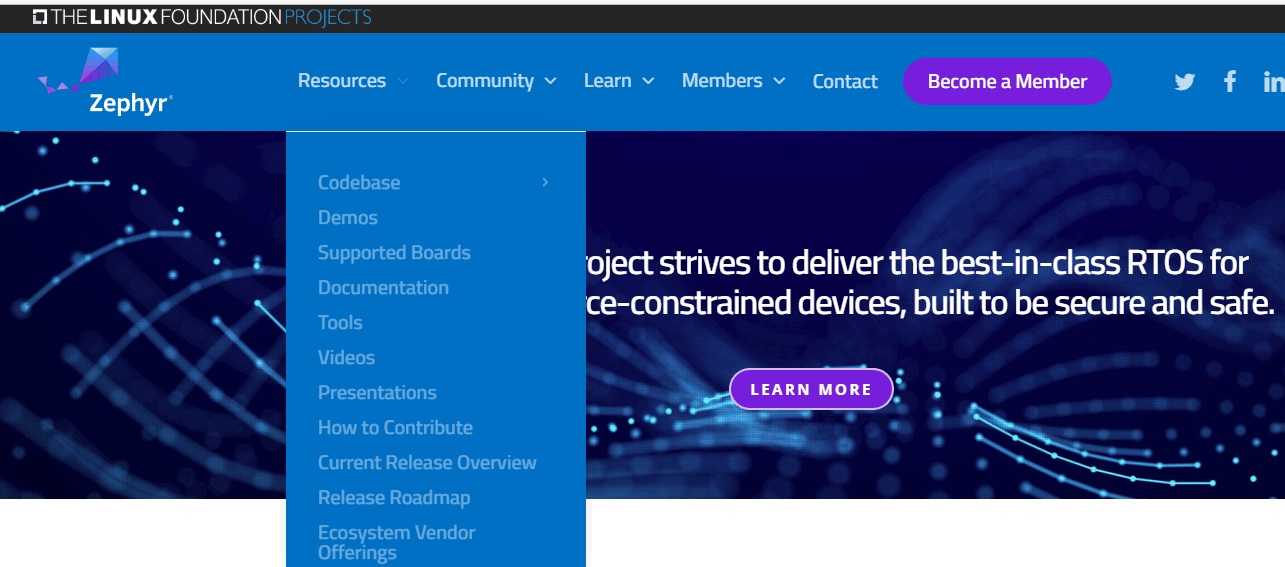 THE LINUX FOUNDATION PROJECTS
Zephyr®
Resources Community Learn Members Contact Become a Member
Codebase
Demos
Supported Boards
Documentation
Tools
Videos
Presentations
How to Contribute
Current Release Overview
Release Roadmap
Ecosystem Vendor
Offerings
roject strives to deliver the best-in-class RTOS for
rce-constrained devices, built to be secure and safe.
LEARN MORE